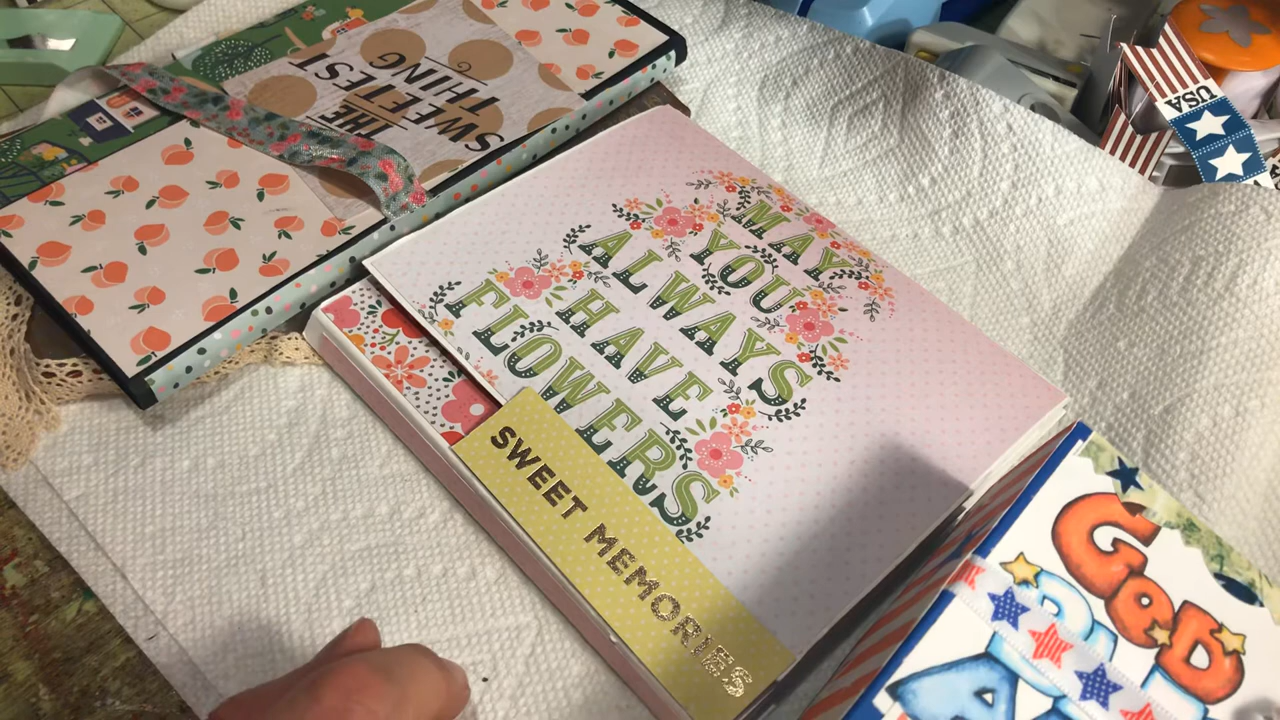 THE
SWEETEST
THING
MAY
YOU
ALWAYS
HAVE
FLOWERS
SWEET MEMORIES
USA
GOD